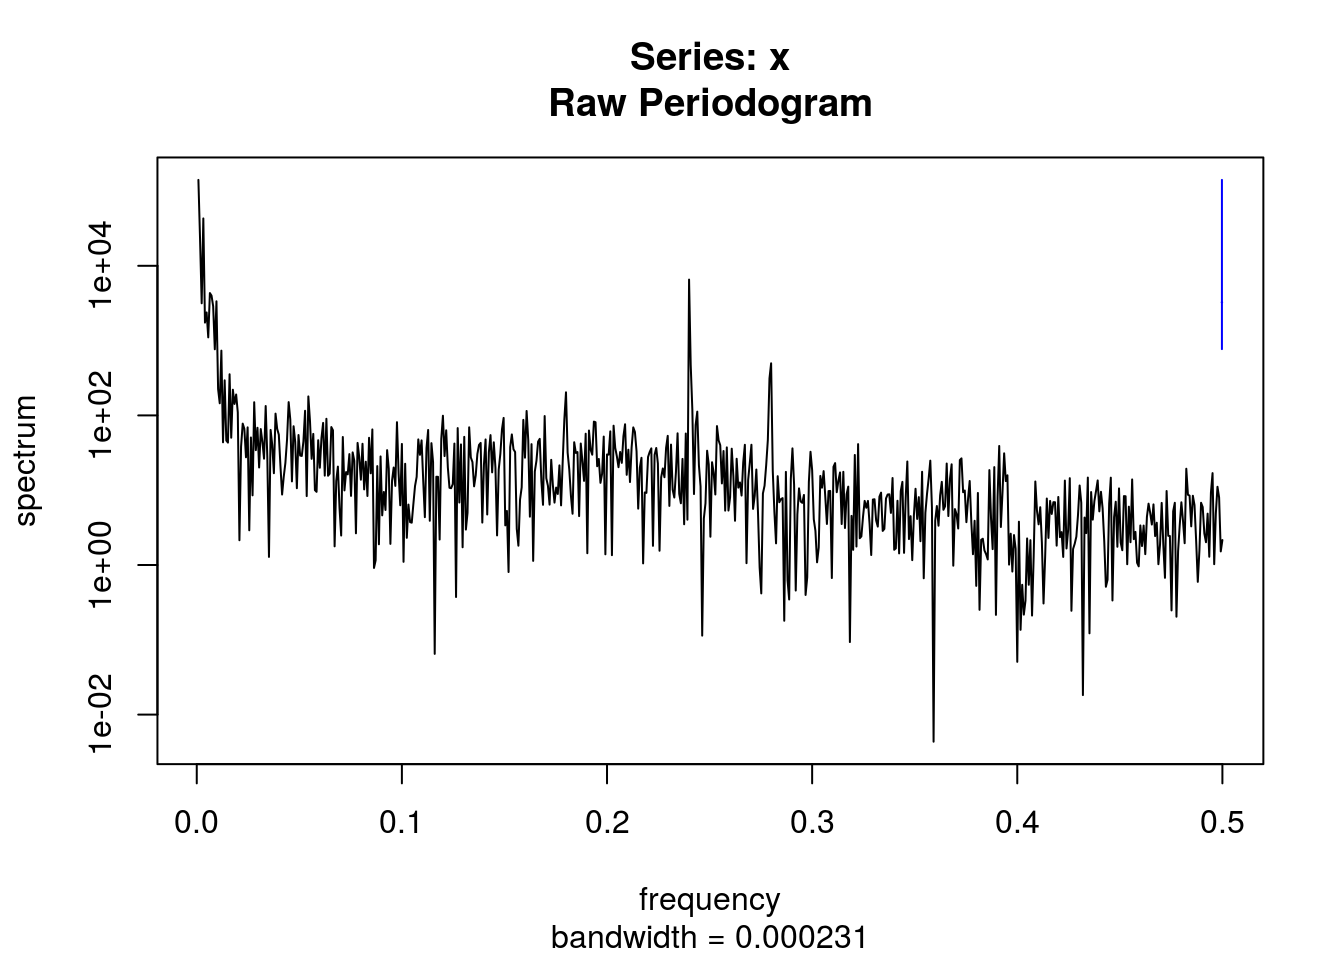 Series: x
Raw Periodogram
1e+04
1e+02
1e+00
1e-02
spectrum
0.0 0.1 0.2 0.3 0.4 0.5
frequency
bandwidth = 0.000231